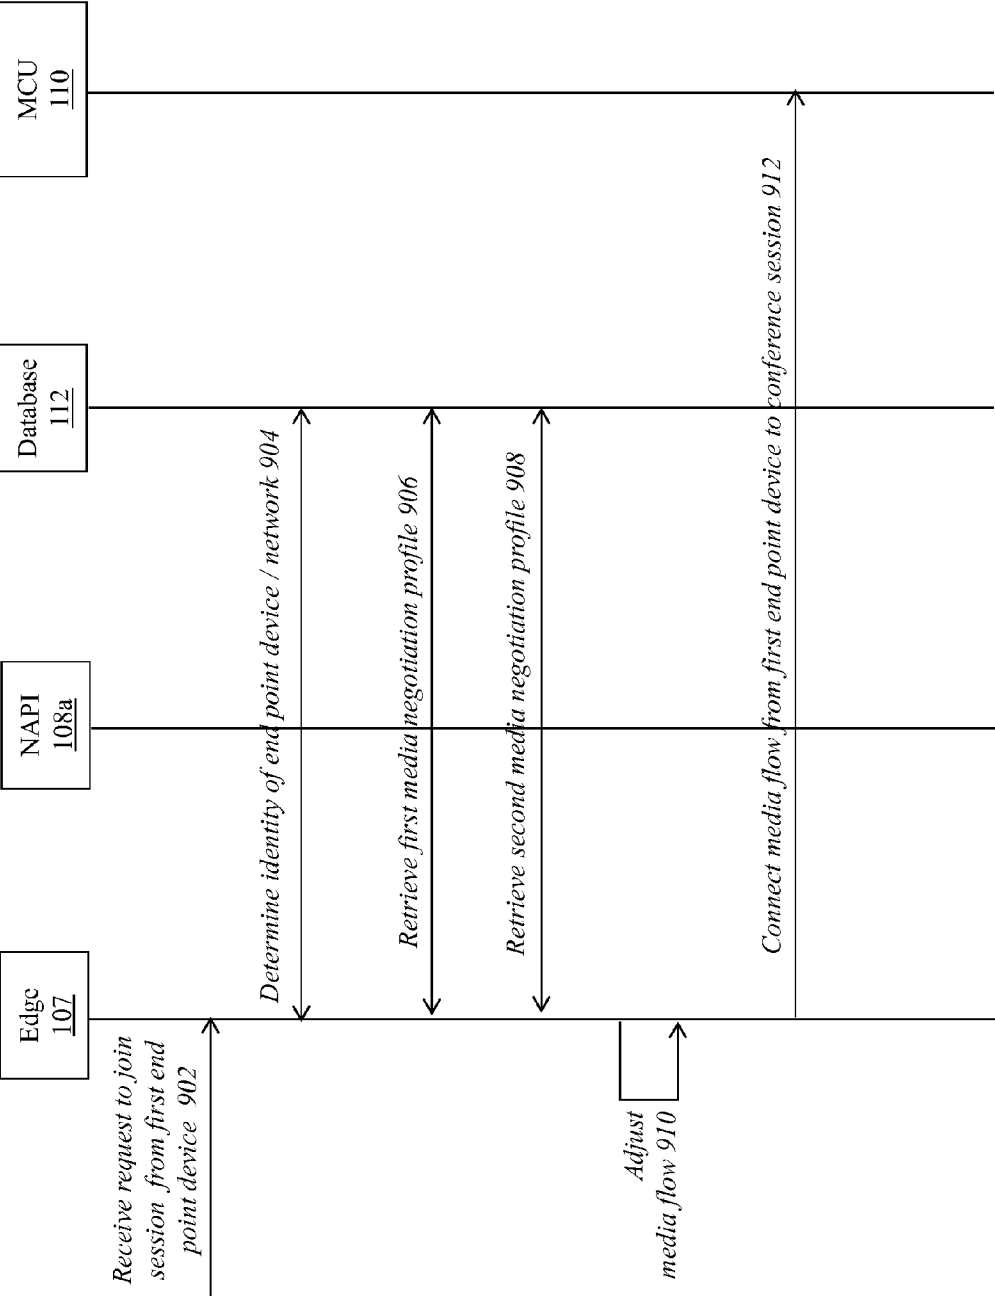 Edge
107
NAPI
108a
Database
112
MCU
110
Receive request to join
session from first end
point device 902
Determine identity of end point device / network 904
Retrieve first media negotiation profile 906
Retrieve second media negotiation profile 908
Adjust
media flow 910
Connect media flow from first end point device to conference session 912